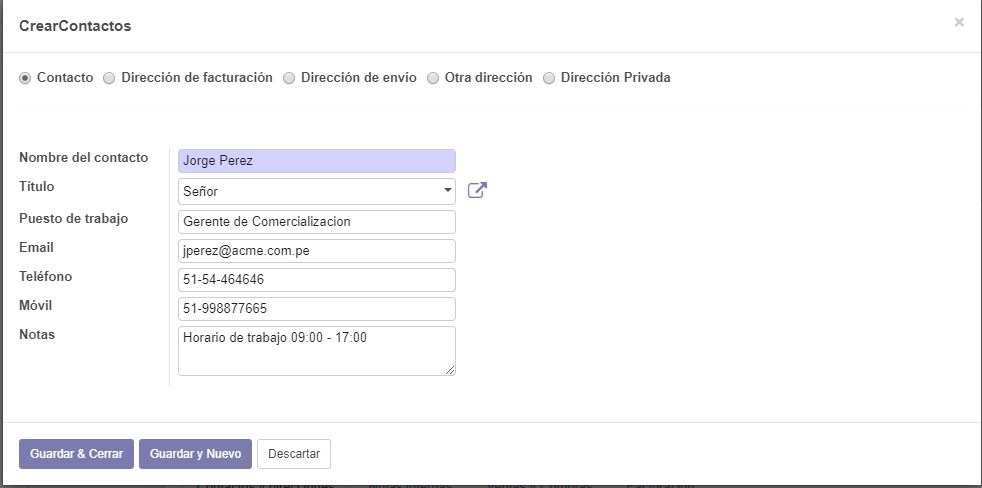 CrearContactos
×
Contacto Dirección de facturación Dirección de envío Otra dirección Dirección Privada
Nombre del contacto Jorge Perez
Título Señor
Puesto de trabajo Gerente de Comercializacion
Email jperez@acme.com.pe
Teléfono 51-54-464646
Móvil 51-998877665
Notas Horario de trabajo 09:00 - 17:00
Guardar & Cerrar Guardar y Nuevo Descartar